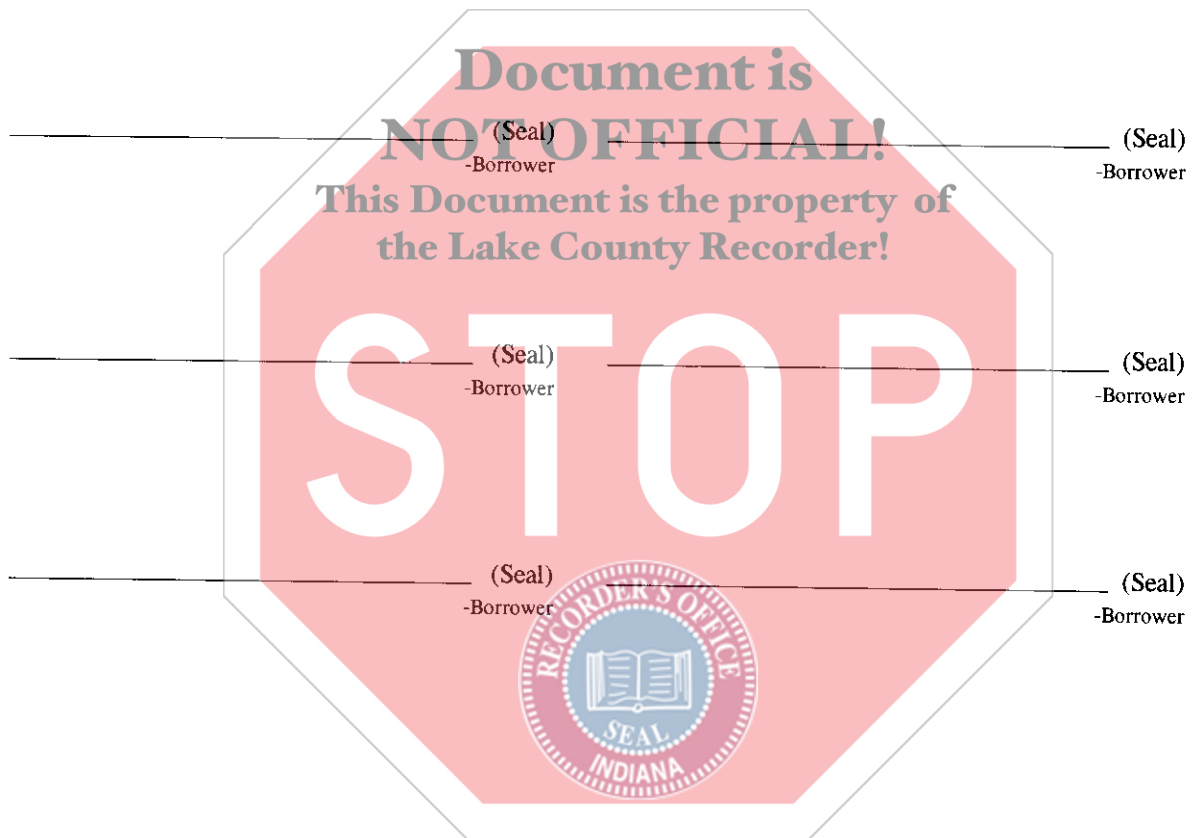 Document is
(Seal) (Seal)
NOT OFFICIAL!
-Borrower -Borrower
This Document is the property of
the Lake County Recorder!
STOP
(Seal) (Seal)
-Borrower -Borrower
(Seal) (Seal)
-Borrower -Borrower
RECORDER'S OFFICE
SEAL
INDIANA